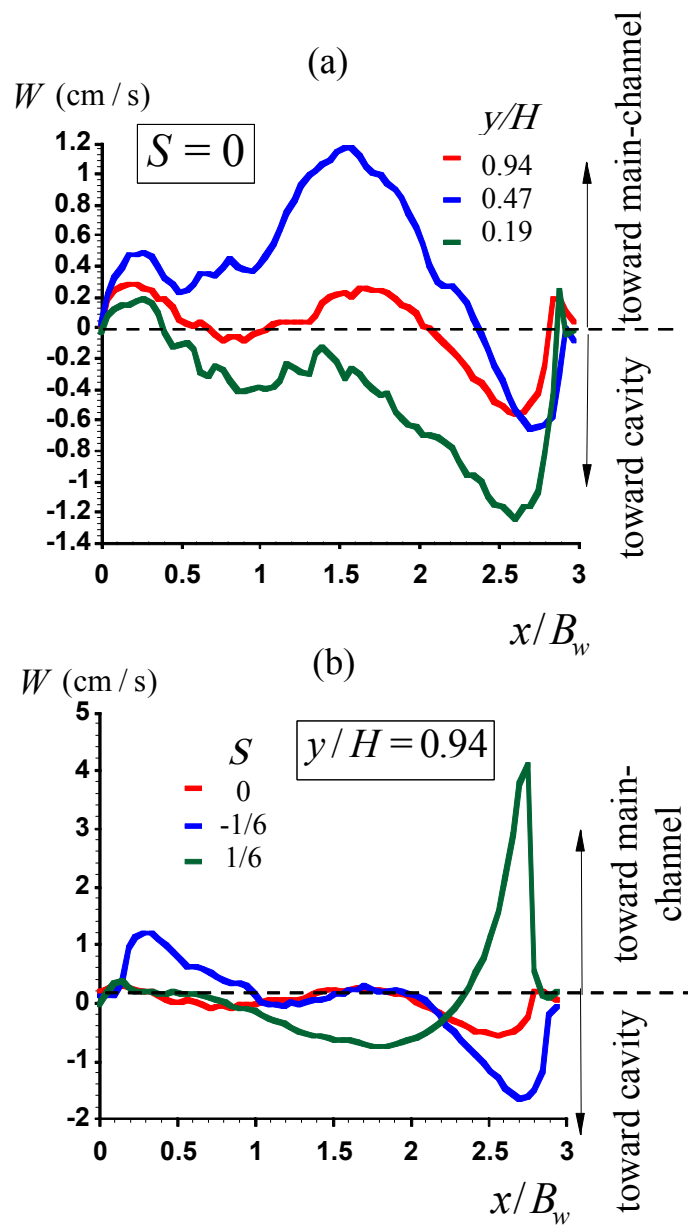 (a)
W (cm / s)
S = 0
y/H
0.94
0.47
0.19
1.2
1
0.8
0.6
0.4
0.2
0
-0.2
-0.4
-0.6
-0.8
-1
-1.2
-1.4
0 0.5 1 1.5 2 2.5 3
x/B_w
toward main-channel
toward cavity
(b)
W (cm / s)
y / H = 0.94
S
0
-1/6
1/6
5
4
3
2
1
0
-1
-2
0 0.5 1 1.5 2 2.5 3
x/B_w
toward main-
channel
toward cavity